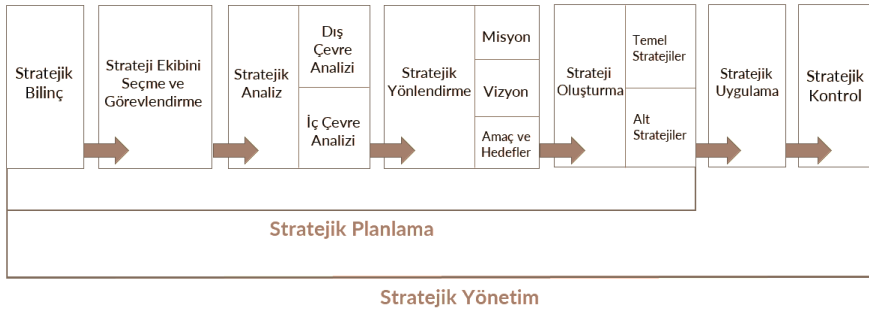 Stratejik
Bilinç
Strateji Ekibini
Seçme ve
Görevlendirme
Stratejik
Analiz
Dış
Çevre
Analizi
İç Çevre
Analizi
Stratejik
Yönlendirme
Misyon
Vizyon
Amaç ve
Hedefler
Strateji
Oluşturma
Temel
Stratejiler
Alt
Stratejiler
Stratejik
Uygulama
Stratejik
Kontrol
Stratejik Planlama
Stratejik Yönetim